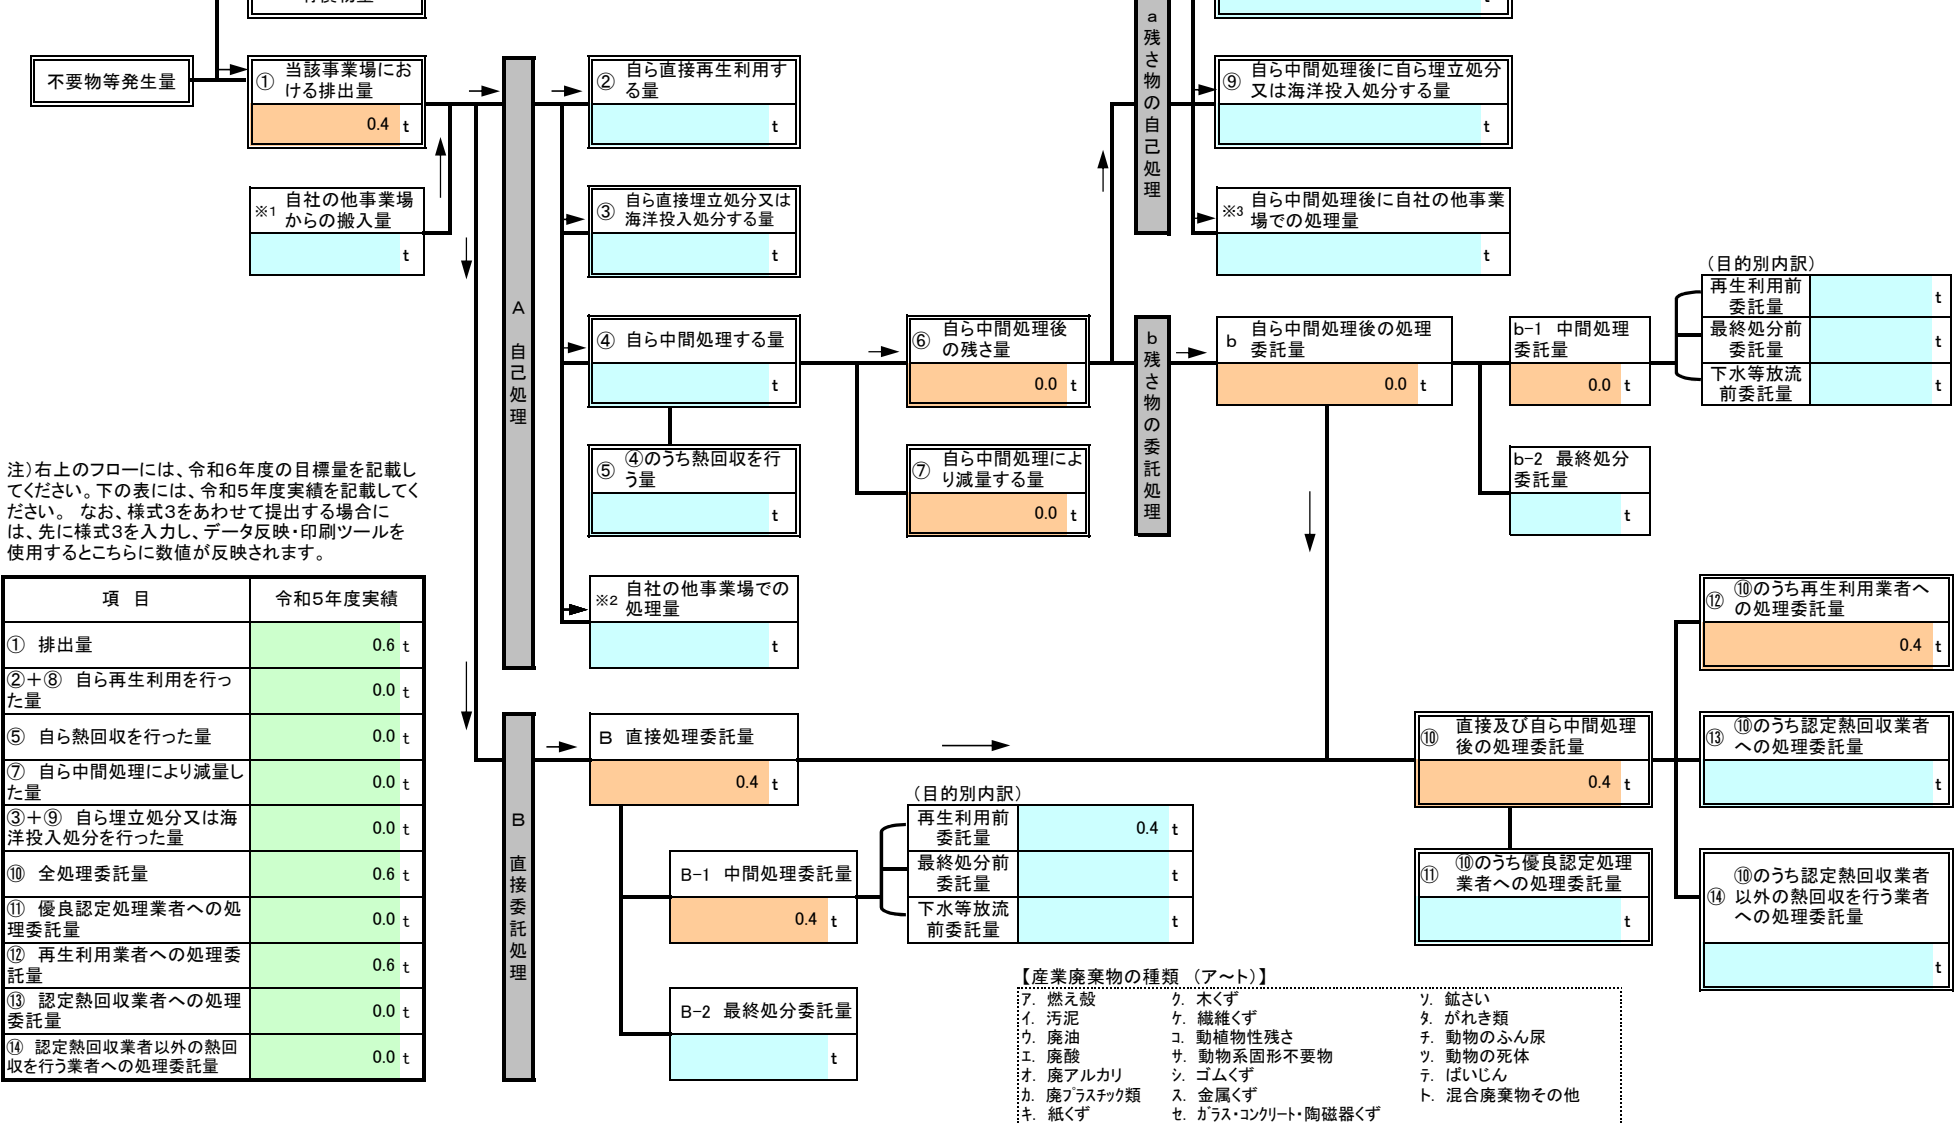 不要物等発生量
① 当該事業場にお
ける排出量
0.4 t
※1 自社の他事業場
からの搬入量
t
A 自己処理
② 自ら直接再生利用す
る量
t
③ 自ら直接埋立処分又は
海洋投入処分する量
t
④ 自ら中間処理する量
t
⑤ ④のうち熱回収を行
う量
t
※2 自社の他事業場での
処理量
t
⑥ 自ら中間処理後
の残さ量
0.0 t
⑦ 自ら中間処理によ
り減量する量
0.0 t
a 残さ物の自己処理
t
⑨ 自ら中間処理後に自ら埋立処分
又は海洋投入処分する量
t
※3 自ら中間処理後に自社の他事業
場での処理量
t
b 残さ物の委託処理
b 自ら中間処理後の処理
委託量
0.0 t
b-1 中間処理
委託量
0.0 t
b-2 最終処分
委託量
t
（目的別内訳）
再生利用前
委託量 t
最終処分前
委託量 t
下水等放流
前委託量 t
注）右上のフローには、令和6年度の目標量を記載し
てください。下の表には、令和5年度実績を記載してく
ださい。 なお、様式3をあわせて提出する場合に
は、先に様式3を入力し、データ反映・印刷ツールを
使用するとこちらに数値が反映されます。
項 目 令和5年度実績
① 排出量 0.6 t
②＋⑧ 自ら再生利用を行っ
た量 0.0 t
⑤ 自ら熱回収を行った量 0.0 t
⑦ 自ら中間処理により減量し
た量 0.0 t
③＋⑨ 自ら埋立処分又は海
洋投入処分を行った量 0.0 t
⑩ 全処理委託量 0.6 t
⑪ 優良認定処理業者への処
理委託量 0.0 t
⑫ 再生利用業者への処理委
託量 0.6 t
⑬ 認定熱回収業者への処理
委託量 0.0 t
⑭ 認定熱回収業者以外の熱回
収を行う業者への処理委託量 0.0 t
B 直接委託処理
B 直接処理委託量
0.4 t
B-1 中間処理委託量
0.4 t
B-2 最終処分委託量
t
（目的別内訳）
再生利用前
委託量 0.4 t
最終処分前
委託量 t
下水等放流
前委託量 t
⑩ 直接及び自ら中間処理
後の処理委託量
0.4 t
⑪ ⑩のうち優良認定処理
業者への処理委託量
t
⑫ ⑩のうち再生利用業者へ
の処理委託量
0.4 t
⑬ ⑩のうち認定熱回収業者
への処理委託量
t
⑭ ⑩のうち認定熱回収業者
以外の熱回収を行う業者
への処理委託量
t
【産業廃棄物の種類 （ア～ト）】
ア. 燃え殻 ク. 木くず ソ. 鉱さい
イ. 汚泥 ケ. 繊維くず タ. がれき類
ウ. 廃油 コ. 動植物性残さ チ. 動物のふん尿
エ. 廃酸 サ. 動物系固形不要物 ツ. 動物の死体
オ. 廃アルカリ シ. ゴムくず テ. ばいじん
カ. 廃プラスチック類 ス. 金属くず ト. 混合廃棄物その他
キ. 紙くず セ. ガラス・コンクリート・陶磁器くず